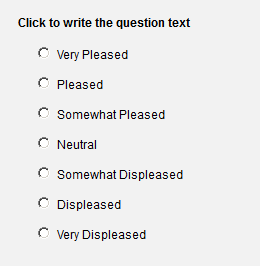 Click to write the question text
Very Pleased
Pleased
Somewhat Pleased
Neutral
Somewhat Displeased
Displeased
Very Displeased